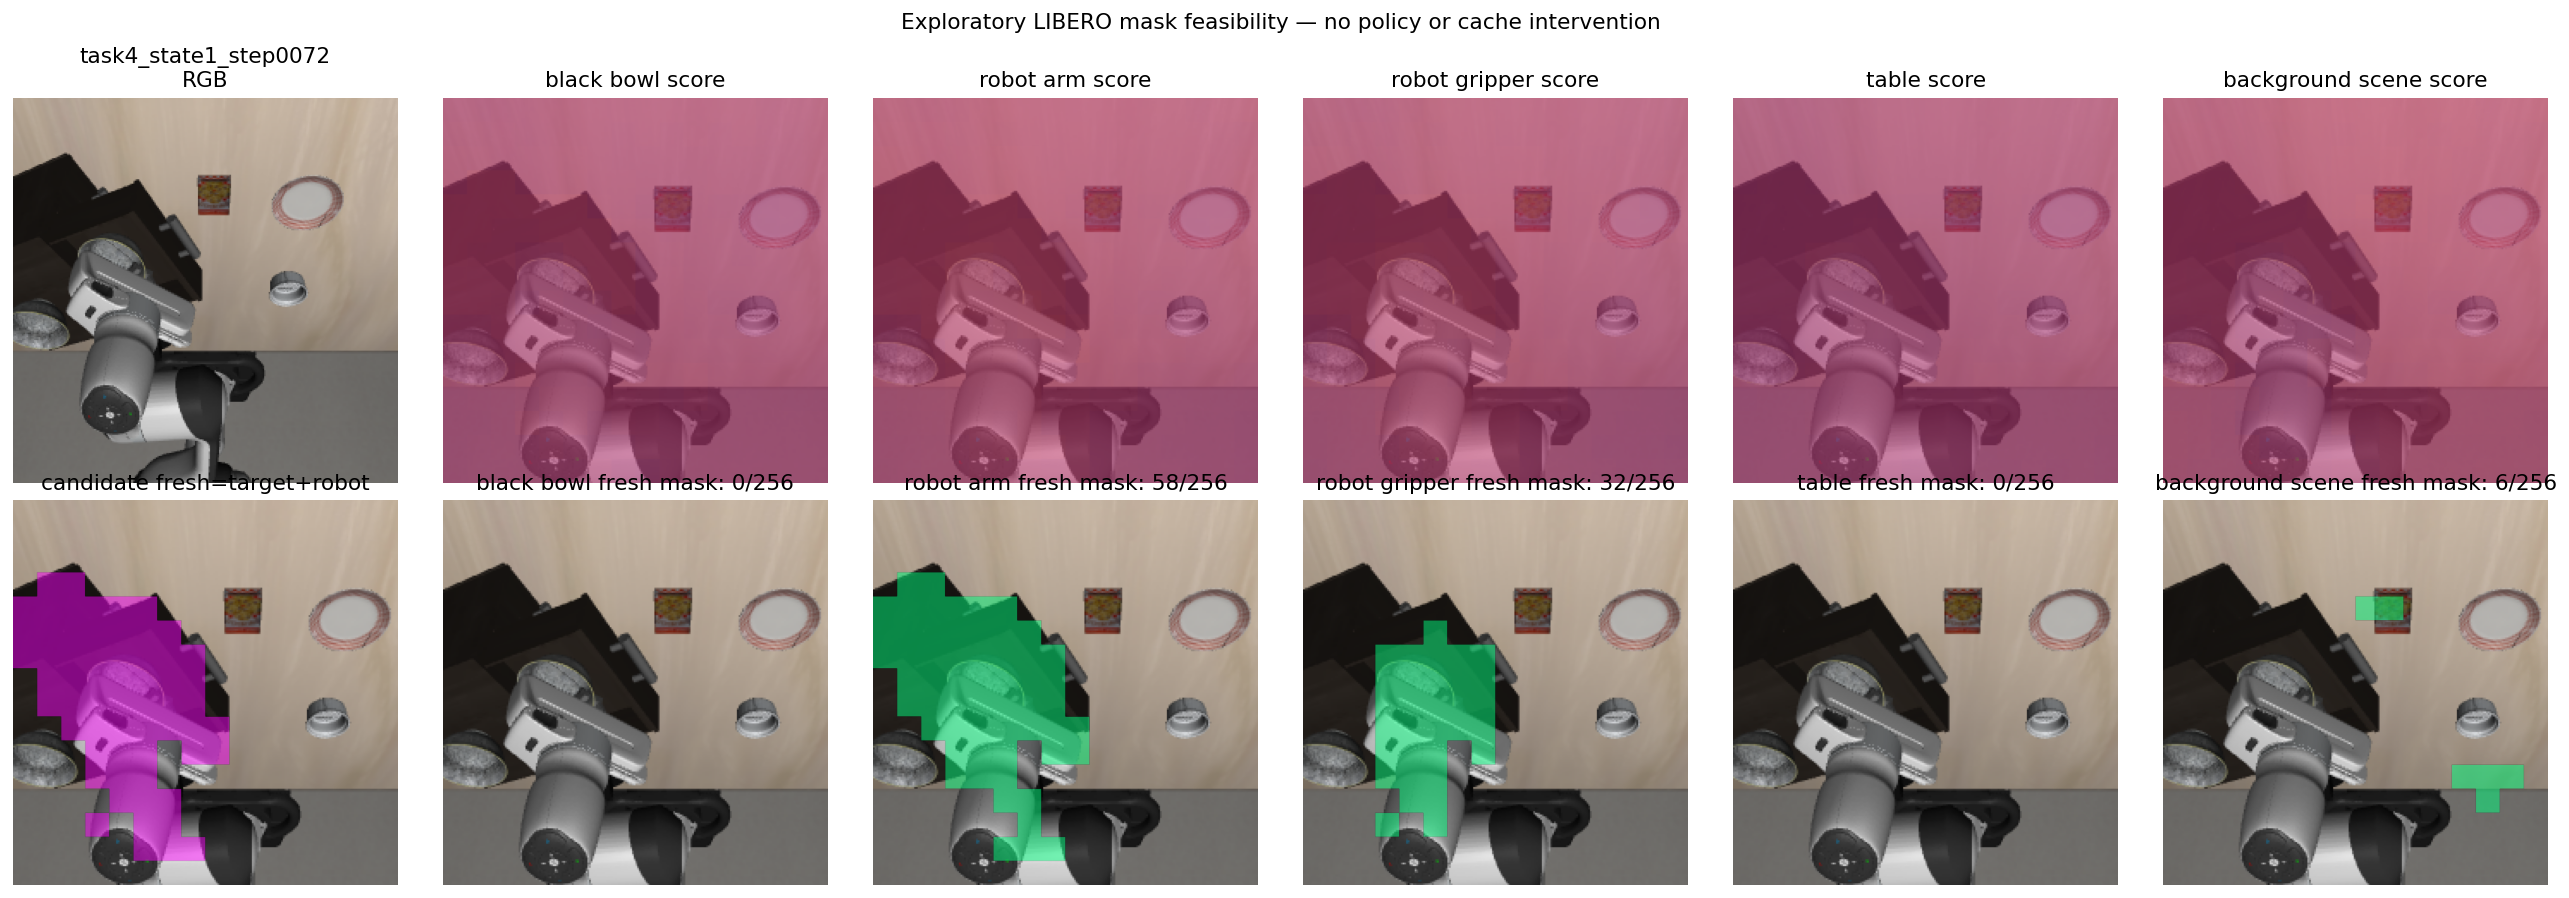 Exploratory LIBERO mask feasibility — no policy or cache intervention
task4_state1_step0072
RGB
black bowl score
robot arm score
robot gripper score
table score
background scene score
candidate fresh=target+robot
black bowl fresh mask: 0/256
robot arm fresh mask: 58/256
robot gripper fresh mask: 32/256
table fresh mask: 0/256
background scene fresh mask: 6/256